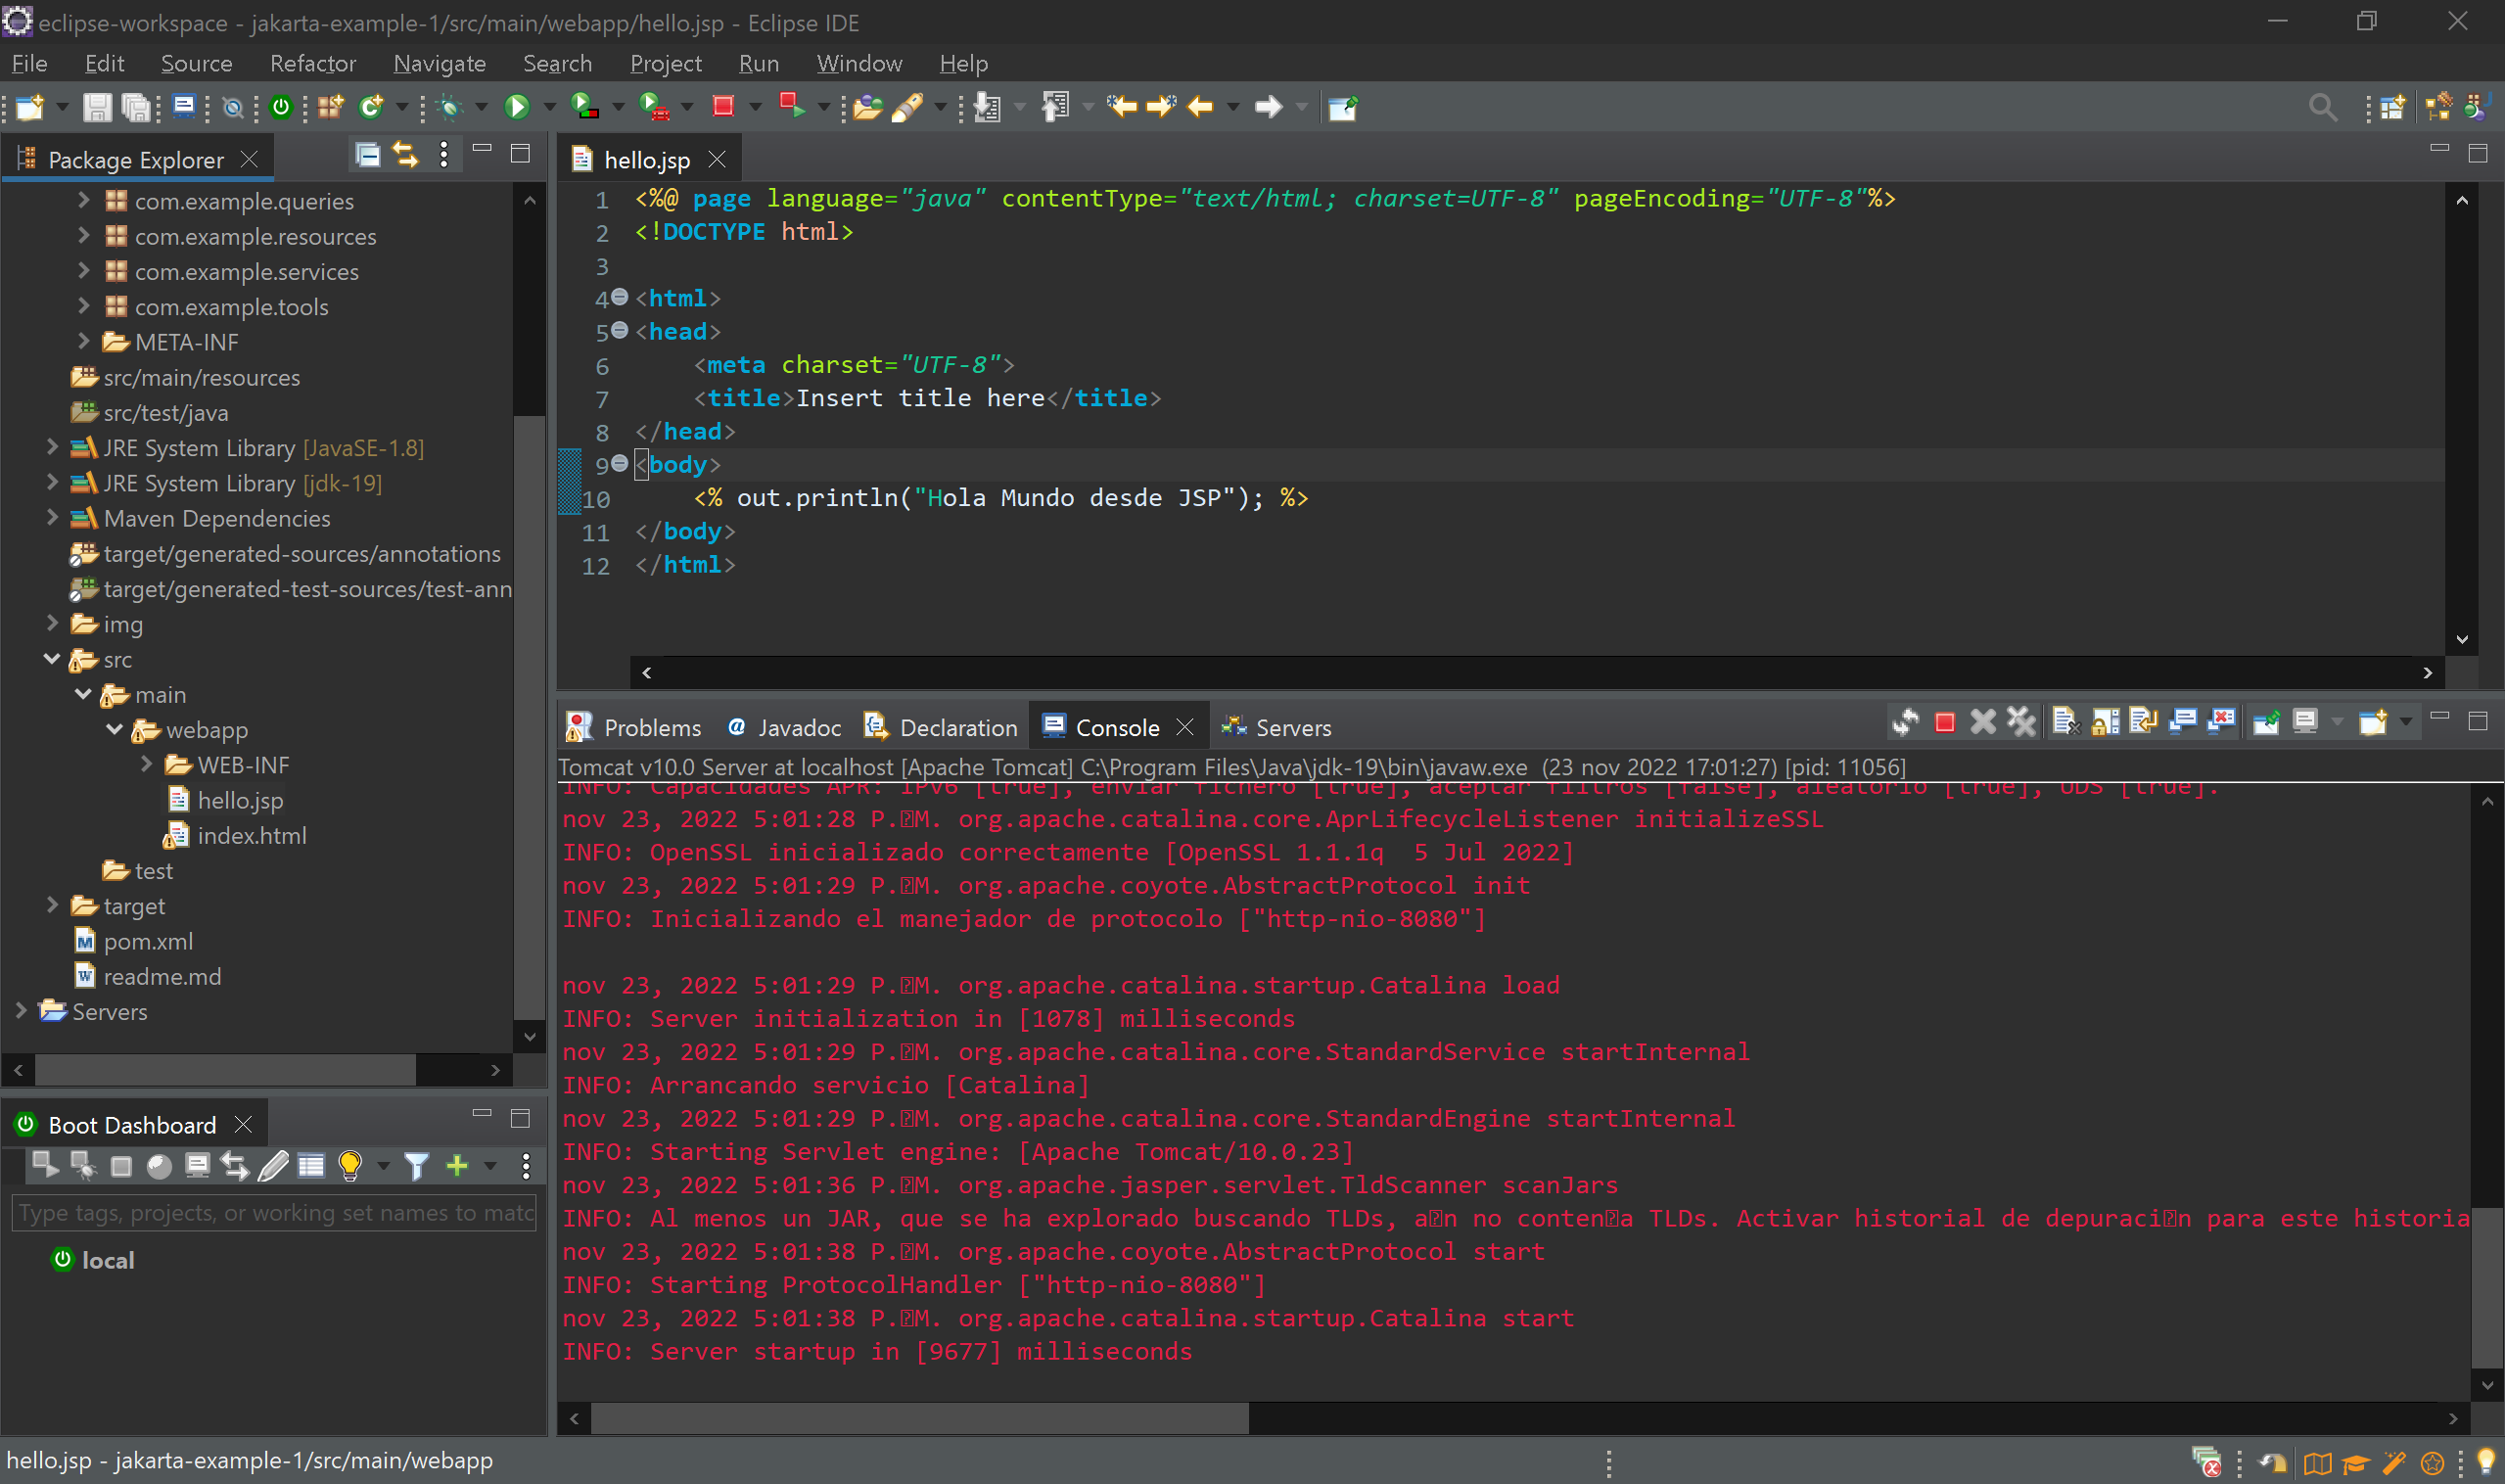 eclipse-workspace - jakarta-example-1/src/main/webapp/hello.jsp - Eclipse IDE
File Edit Source Refactor Navigate Search Project Run Window Help
Package Explorer
com.example.queries
com.example.resources
com.example.services
com.example.tools
META-INF
src/main/resources
src/test/java
JRE System Library [JavaSE-1.8]
JRE System Library [jdk-19]
Maven Dependencies
target/generated-sources/annotations
target/generated-test-sources/test-ann
img
src
main
webapp
WEB-INF
hello.jsp
index.html
test
target
pom.xml
readme.md
Servers
Boot Dashboard
Type tags, projects, or working set names to matc
local
hello.jsp
1 <%@ page language="java" contentType="text/html; charset=UTF-8" pageEncoding="UTF-8"%>
2 <!DOCTYPE html>
3
4 <html>
5 <head>
6 <meta charset="UTF-8">
7 <title>Insert title here</title>
8 </head>
9 <body>
10 <% out.println("Hola Mundo desde JSP"); %>
11 </body>
12 </html>
Problems Javadoc Declaration Console Servers
Tomcat v10.0 Server at localhost [Apache Tomcat] C:\Program Files\Java\jdk-19\bin\javaw.exe (23 nov 2022 17:01:27) [pid: 11056]
INFO: Capacidades APR: IPv6 [true], enviar fichero [true], aceptar filtros [false], aleatorio [true], UDS [true].
nov 23, 2022 5:01:28 P.�M. org.apache.catalina.core.AprLifecycleListener initializeSSL
INFO: OpenSSL inicializado correctamente [OpenSSL 1.1.1q  5 Jul 2022]
nov 23, 2022 5:01:29 P.�M. org.apache.coyote.AbstractProtocol init
INFO: Inicializando el manejador de protocolo ["http-nio-8080"]
nov 23, 2022 5:01:29 P.�M. org.apache.catalina.startup.Catalina load
INFO: Server initialization in [1078] milliseconds
nov 23, 2022 5:01:29 P.�M. org.apache.catalina.core.StandardService startInternal
INFO: Arrancando servicio [Catalina]
nov 23, 2022 5:01:29 P.�M. org.apache.catalina.core.StandardEngine startInternal
INFO: Starting Servlet engine: [Apache Tomcat/10.0.23]
nov 23, 2022 5:01:36 P.�M. org.apache.jasper.servlet.TldScanner scanJars
INFO: Al menos un JAR, que se ha explorado buscando TLDs, a�n no conten�a TLDs. Activar historial de depuraci�n para este historia
nov 23, 2022 5:01:38 P.�M. org.apache.coyote.AbstractProtocol start
INFO: Starting ProtocolHandler ["http-nio-8080"]
nov 23, 2022 5:01:38 P.�M. org.apache.catalina.startup.Catalina start
INFO: Server startup in [9677] milliseconds
hello.jsp - jakarta-example-1/src/main/webapp